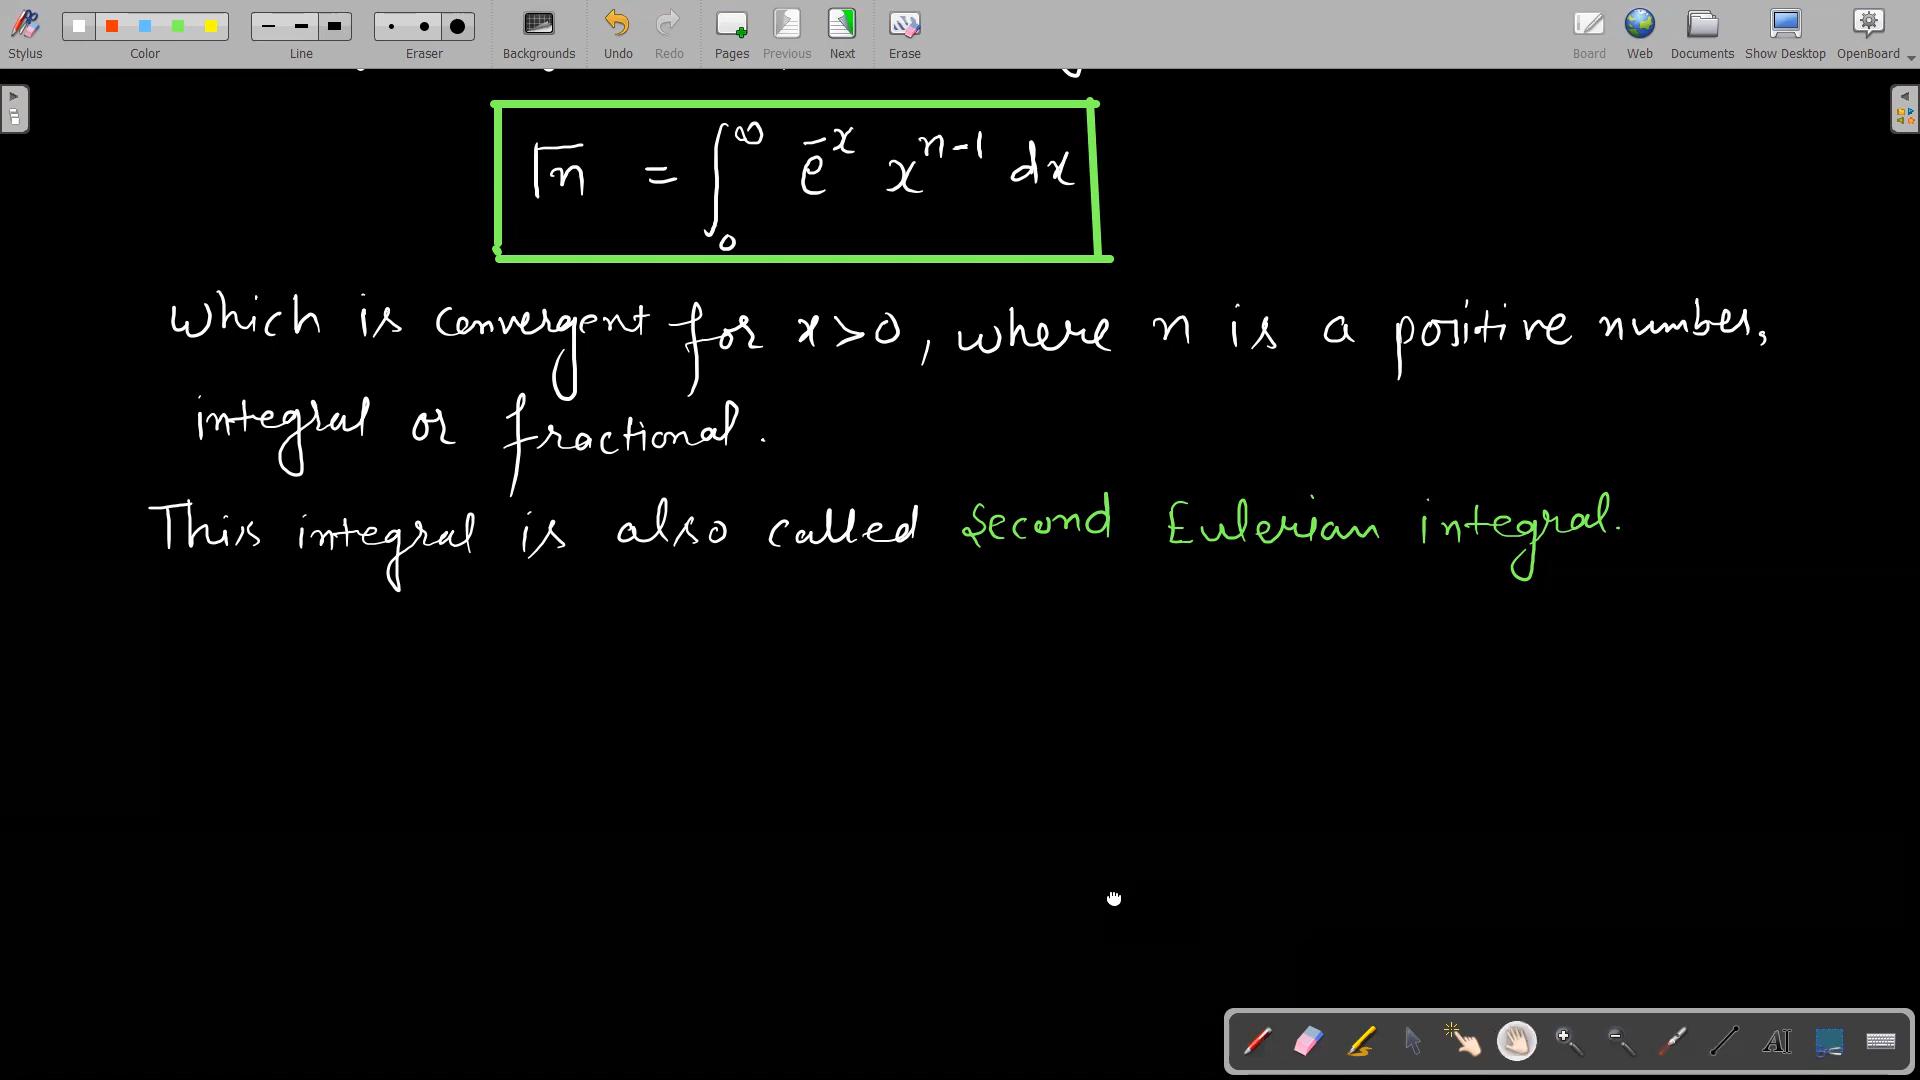 Stylus Color Line Eraser Backgrounds Undo Redo Pages Previous Next Erase Board Web Documents Show Desktop OpenBoard
Γn = ∫₀^∞ e^-x x^n-1 dx
which is convergent for x>0, where n is a positive number,
integral or fractional.
This integral is also called Second Eulerian integral.
AI